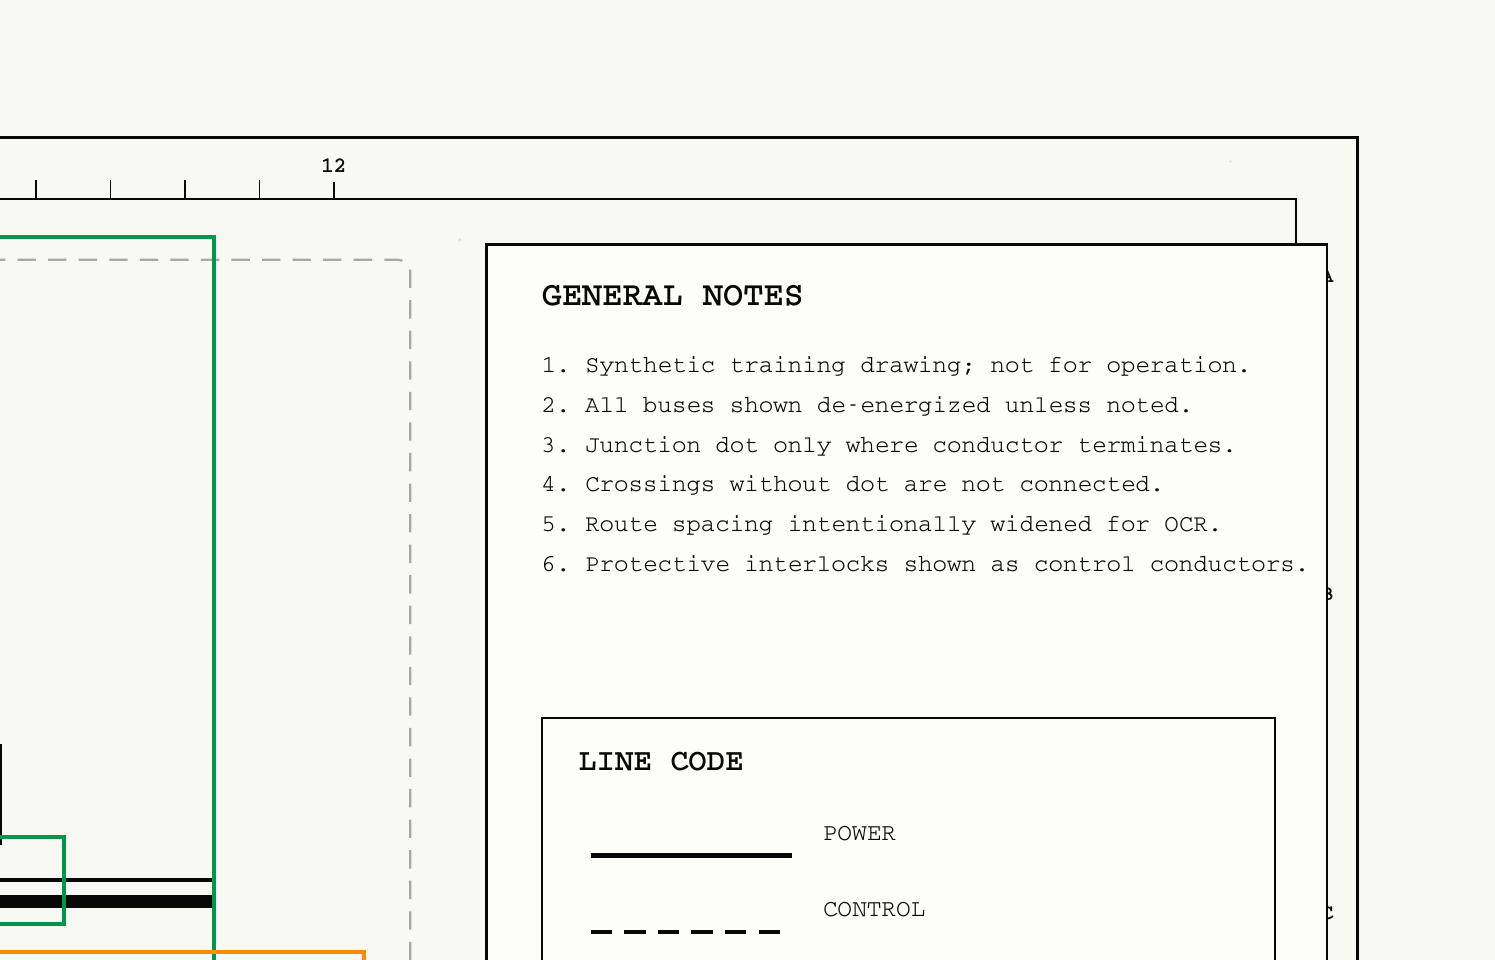 12
A
GENERAL NOTES
1. Synthetic training drawing; not for operation.
2. All buses shown de-energized unless noted.
3. Junction dot only where conductor terminates.
4. Crossings without dot are not connected.
5. Route spacing intentionally widened for OCR.
6. Protective interlocks shown as control conductors.
B
LINE CODE
POWER
CONTROL
C